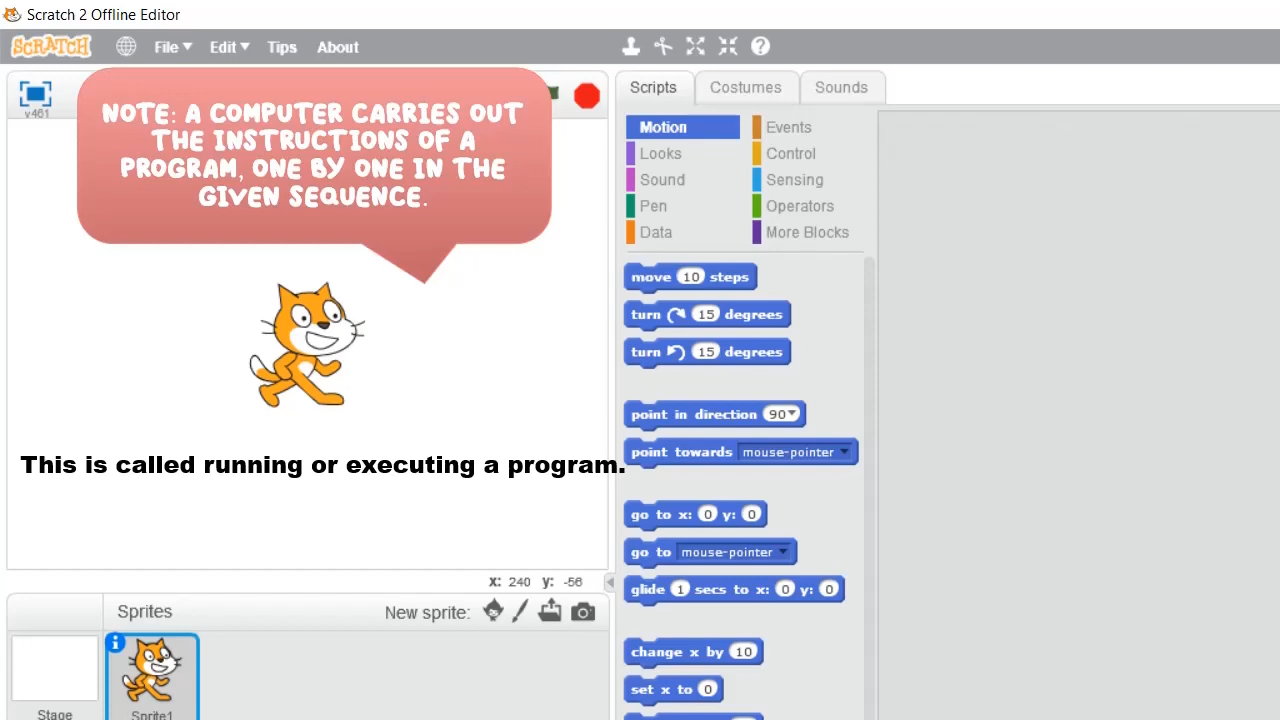 Scratch 2 Offline Editor
SCRATCH File Edit Tips About
v461
NOTE: A COMPUTER CARRIES OUT
THE INSTRUCTIONS OF A
PROGRAM, ONE BY ONE IN THE
GIVEN SEQUENCE.
This is called running or executing a program.
x: 240 y: -56
Sprites New sprite:
Stage
Sprite1
Scripts Costumes Sounds
Motion Events
Looks Control
Sound Sensing
Pen Operators
Data More Blocks
move 10 steps
turn 15 degrees
turn 15 degrees
point in direction 90
point towards mouse-pointer
go to x: 0 y: 0
go to mouse-pointer
glide 1 secs to x: 0 y: 0
change x by 10
set x to 0